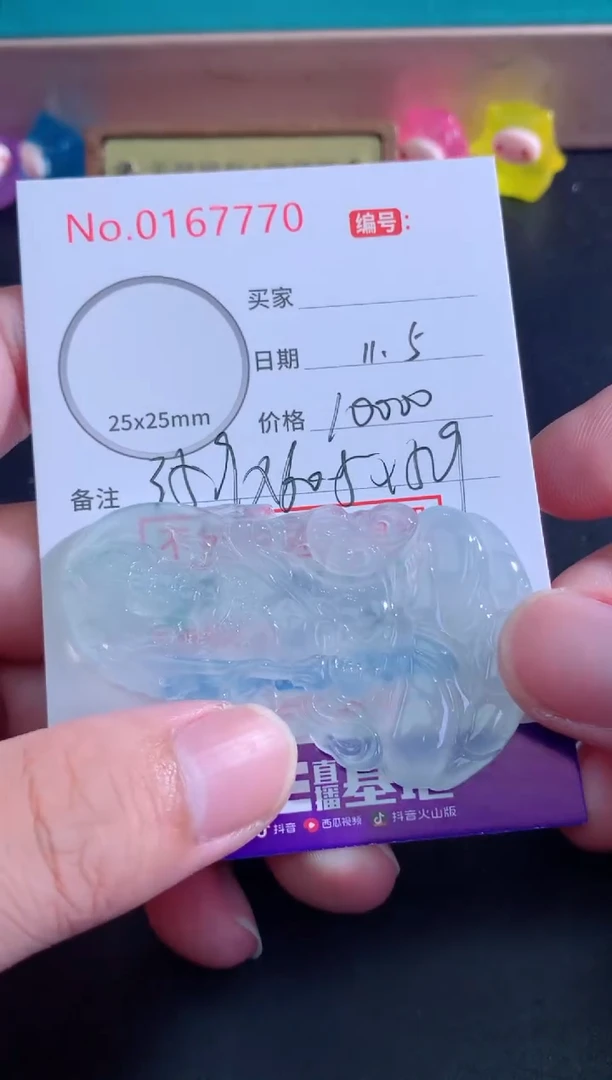 No.0167770 编号:
买家
日期 11.5
25x25mm
价格 10000
备注
直播基地
抖音 西瓜视频 抖音火山版